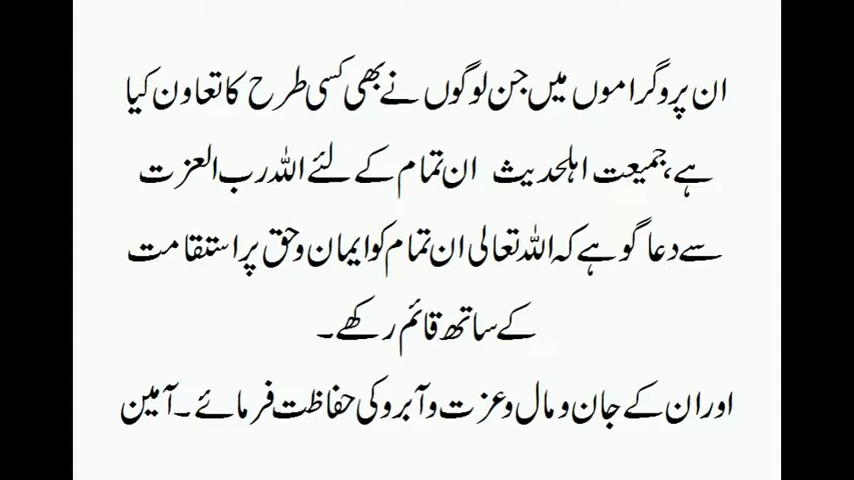 ان پروگراموں میں جن لوگوں نے بھی کسی طرح کا تعاون کیا
ہے، جمیعت اہلحدیث ان تمام کے لئے اللہ رب العزت
سے دعا گو ہے کہ اللہ تعالی ان تمام کو ایمان و حق پر استقامت
کے ساتھ قائم رکھے۔
اور ان کے جان و مال و عزت و آبرو کی حفاظت فرمائے۔ آمین